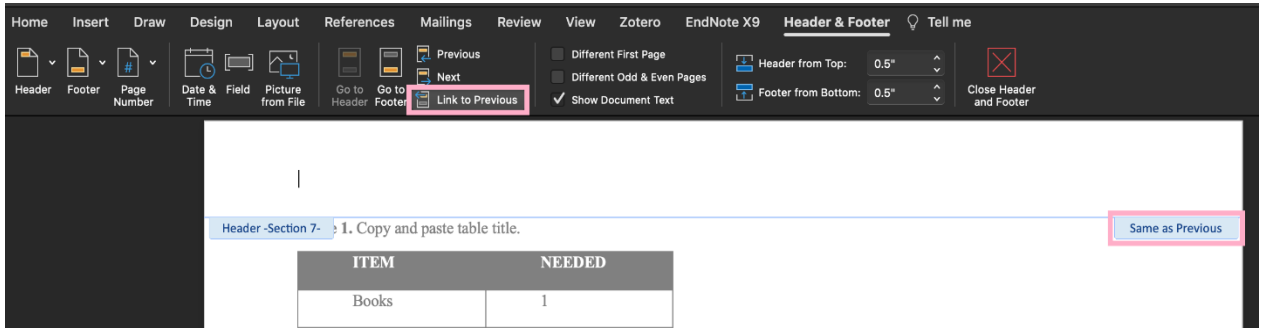 Home Insert Draw Design Layout References Mailings Review View Zotero EndNote X9 Header & Footer Tell me
Header Footer Page Number Date & Time Field Picture from File Go to Header Go to Footer
Previous
Next
Link to Previous
Different First Page
Different Odd & Even Pages
Show Document Text
Header from Top: 0.5"
Footer from Bottom: 0.5"
Close Header and Footer
Header -Section 7- 1. Copy and paste table title. Same as Previous
ITEM NEEDED
Books 1